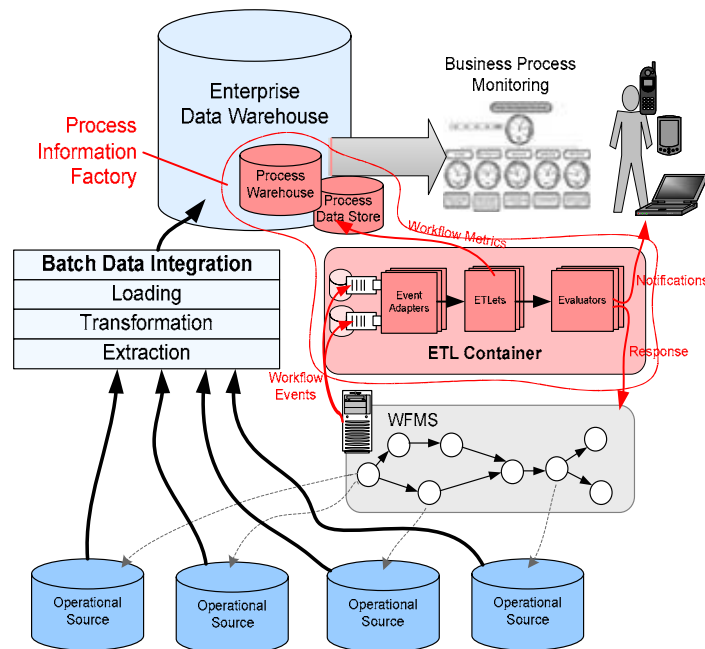 Business Process
Monitoring
Enterprise
Data Warehouse
Process
Information
Factory
Process
Warehouse
Process
Data Store
Workflow Metrics
Batch Data Integration
Loading
Transformation
Extraction
Event
Adapters
ETLets
Evaluators
ETL Container
Notifications
Response
Workflow
Events
WFMS
Operational
Source
Operational
Source
Operational
Source
Operational
Source